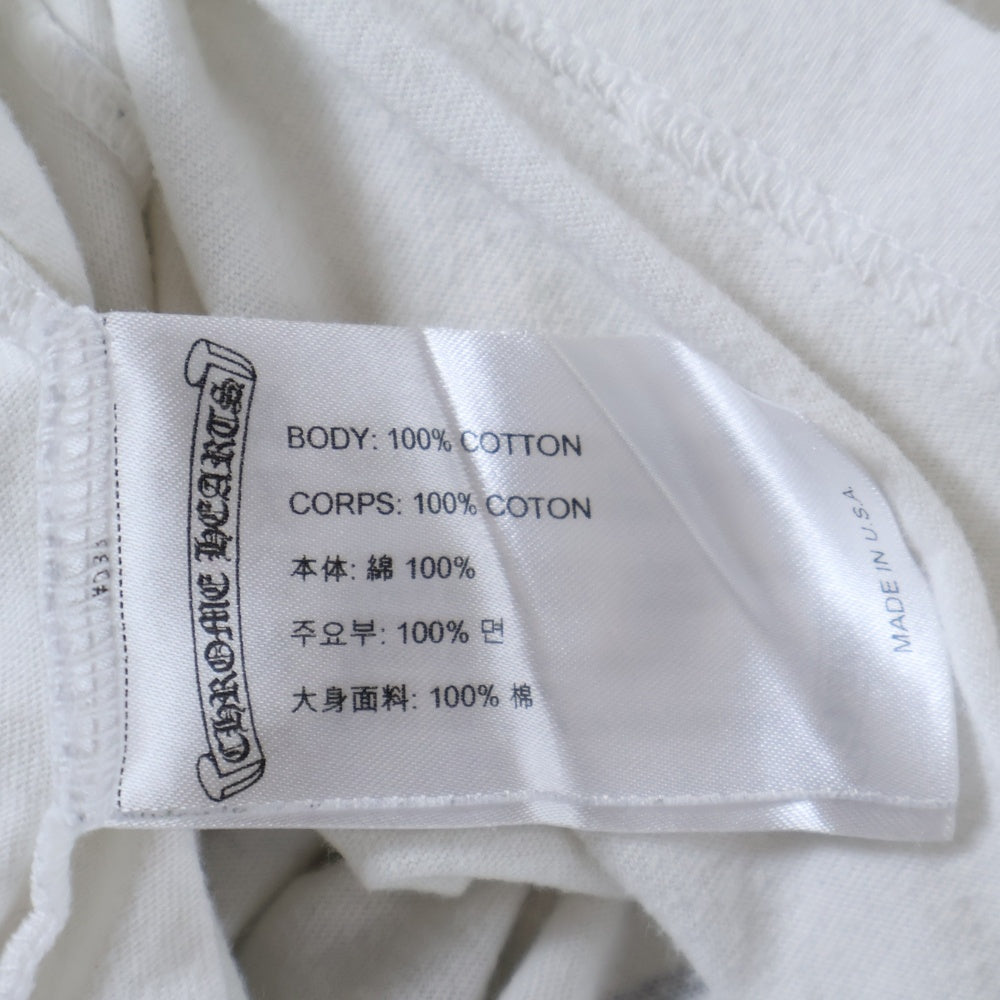 CHROME HEARTS
BODY: 100% COTTON
CORPS: 100% COTON
本体: 綿 100%
주요부: 100% 면
大身面料: 100% 棉
MADE IN U.S.A.